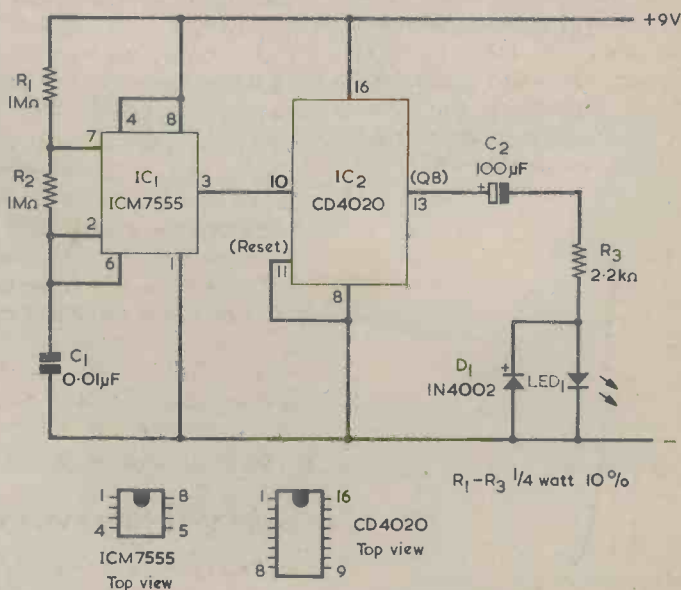 +9V
R1
1MΩ
4
8
16
7
R2
1MΩ
IC1
ICM7555
3
10
IC2
CD4020
(Q8)
13
C2
100µF
+
2
(Reset)
11
6
1
8
R3
2.2kΩ
C1
0.01µF
D1
1N4002
+
LED1
–
R1–R3 1/4 watt 10%
1
8
4
5
ICM7555
Top view
1
16
8
9
CD4020
Top view